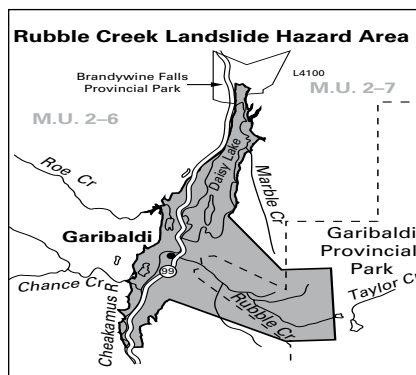 Rubble Creek Landslide Hazard Area
Brandywine Falls
Provincial Park
L4100
M.U. 2–6
M.U. 2–7
Roe Cr
Daisy Lake
Marble Cr
Garibaldi
Garibaldi
Provincial
Park
Chance Cr
99
Taylor Cr
Cheakamus R
Rubble Cr